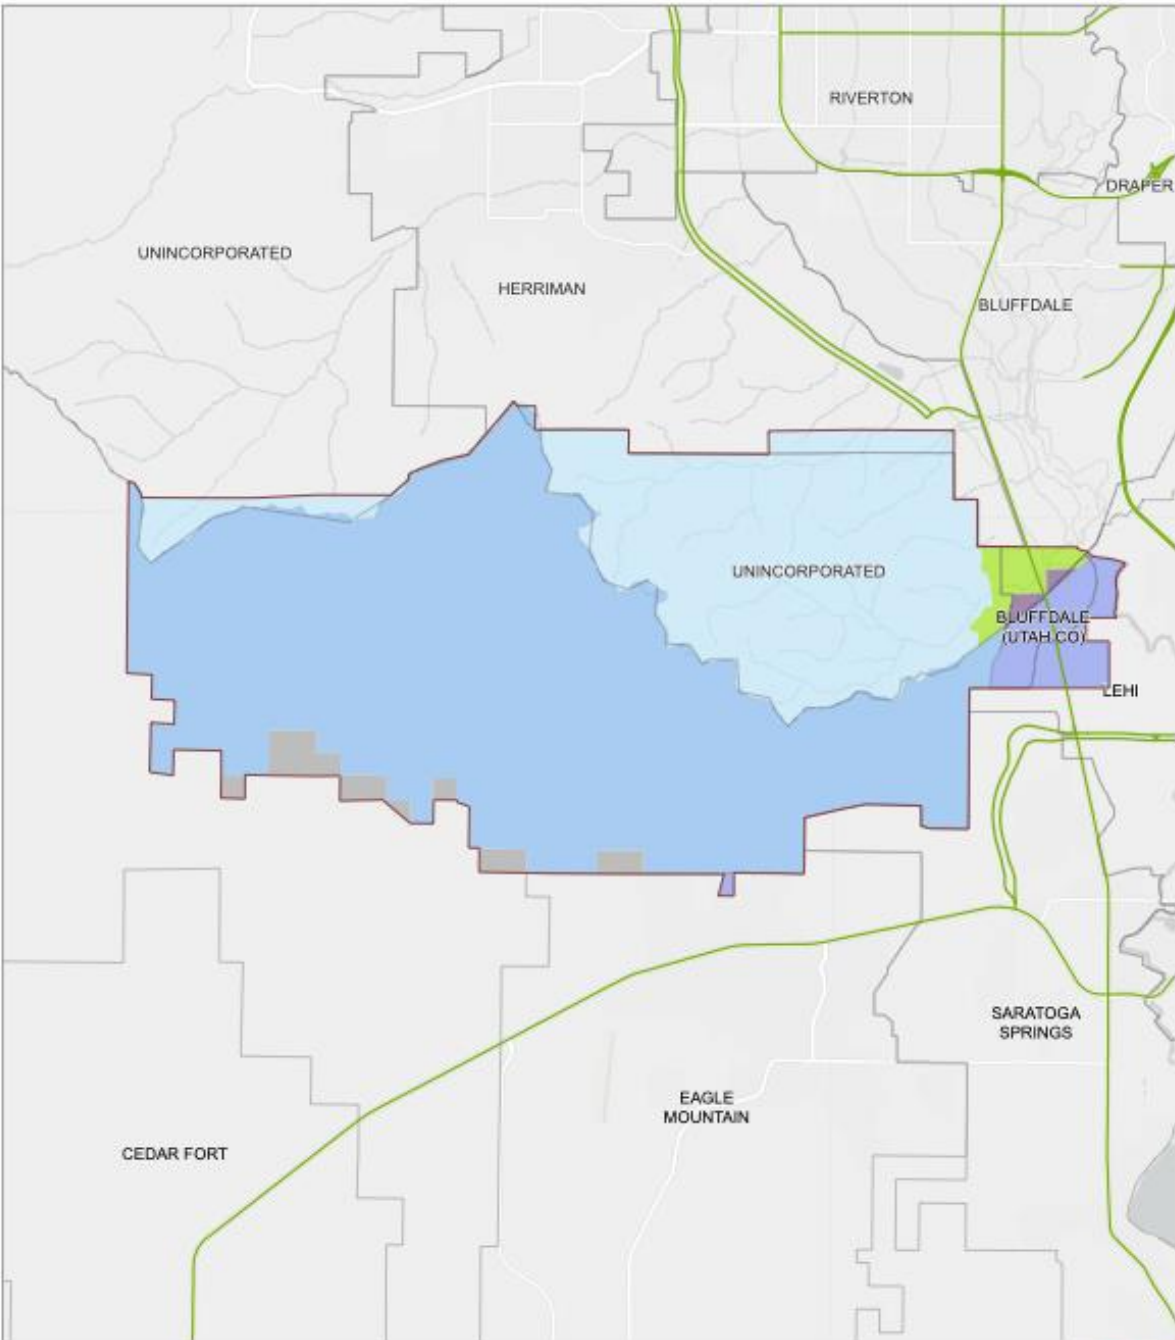 RIVERTON
DRAPER
UNINCORPORATED
HERRIMAN
BLUFFDALE
UNINCORPORATED
BLUFFDALE
(UTAH CO)
LEHI
SARATOGA
SPRINGS
EAGLE
MOUNTAIN
CEDAR FORT